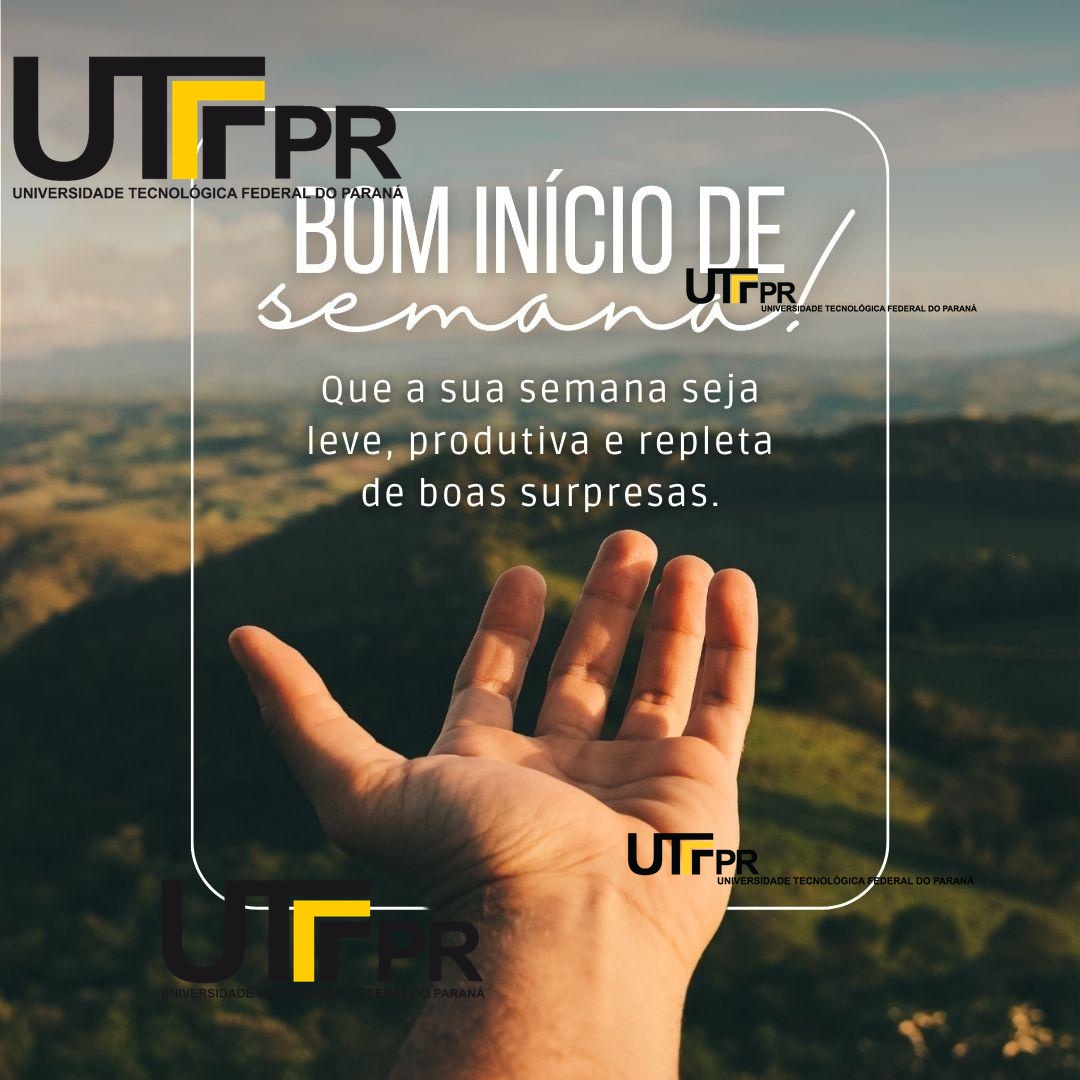 UTFPR
UNIVERSIDADE TECNOLÓGICA FEDERAL DO PARANÁ
BOM INÍCIO DE
semana!
UTFPR
UNIVERSIDADE TECNOLÓGICA FEDERAL DO PARANÁ
Que a sua semana seja
leve, produtiva e repleta
de boas surpresas.
UTFPR
UNIVERSIDADE TECNOLÓGICA FEDERAL DO PARANÁ
UTFPR
UNIVERSIDADE TECNOLÓGICA FEDERAL DO PARANÁ